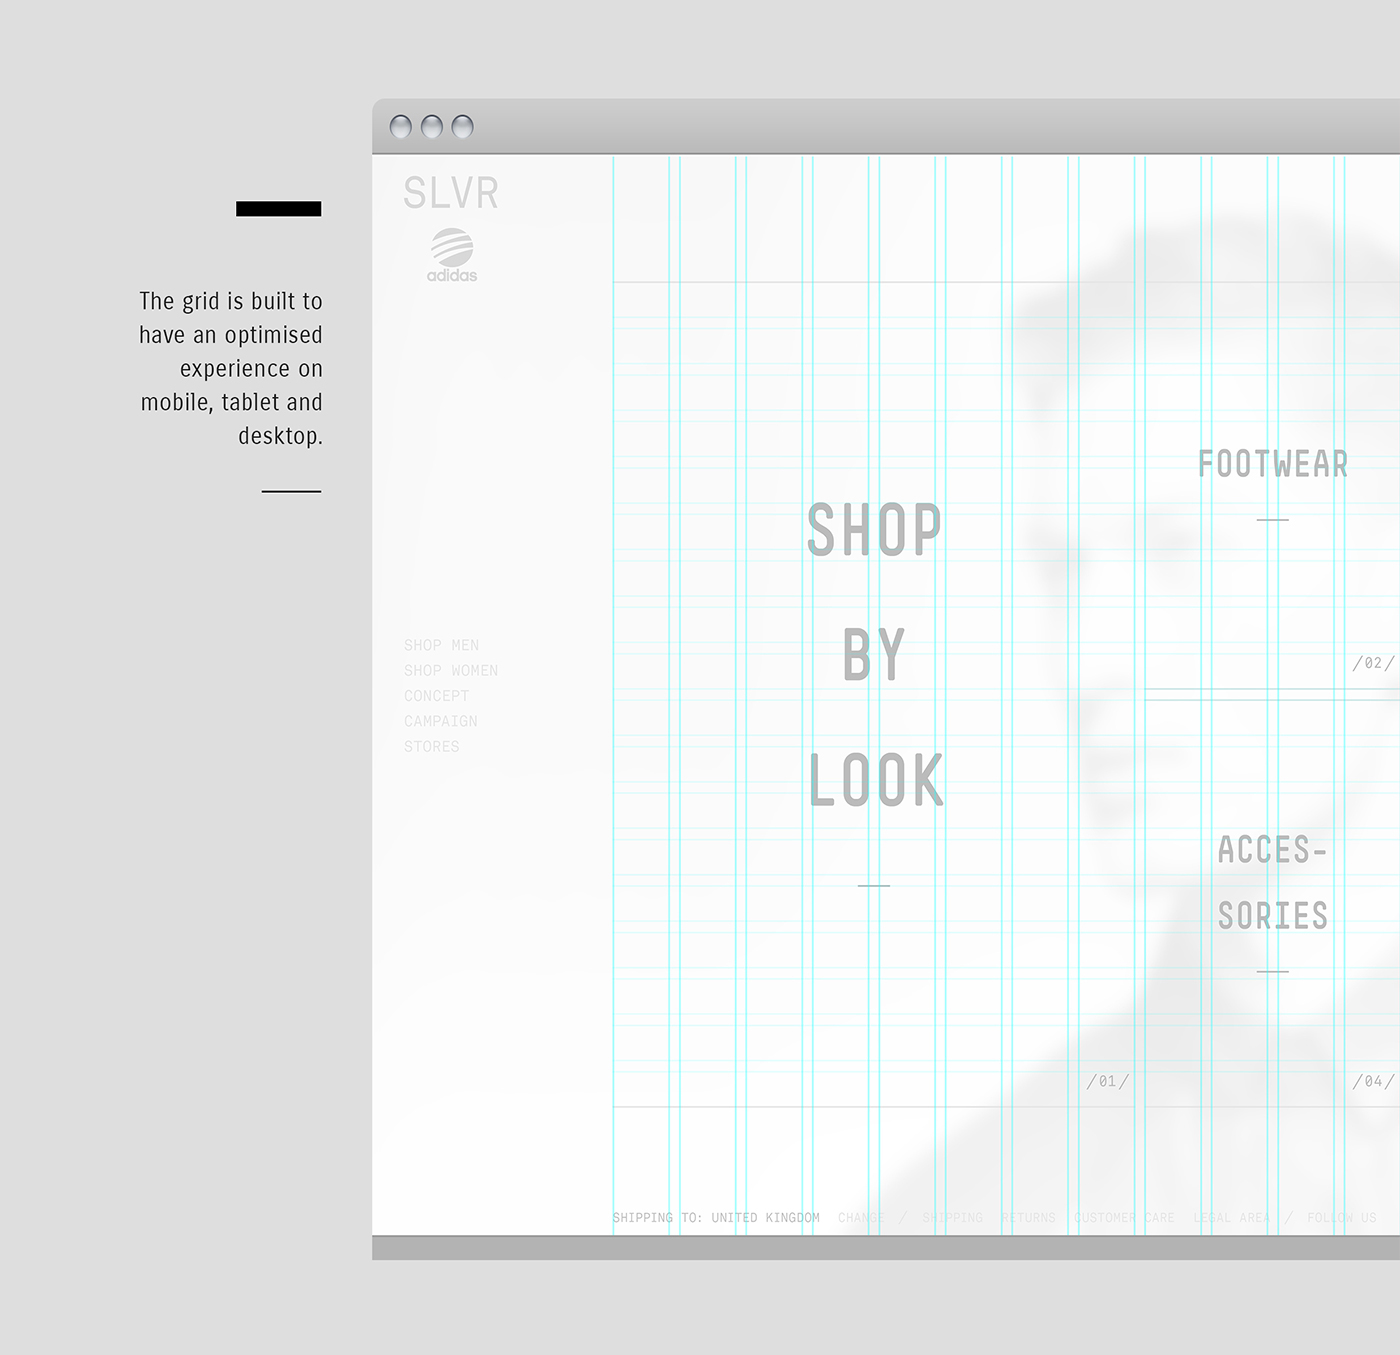 The grid is built to
have an optimised
experience on
mobile, tablet and
desktop.
SLVR
adidas
SHOP MEN
SHOP WOMEN
CONCEPT
CAMPAIGN
STORES
SHOP
BY
LOOK
/01/
FOOTWEAR
/02/
ACCES-
SORIES
/04/
SHIPPING TO: UNITED KINGDOM CHANGE / SHIPPING RETURNS CUSTOMER CARE LEGAL AREA / FOLLOW US